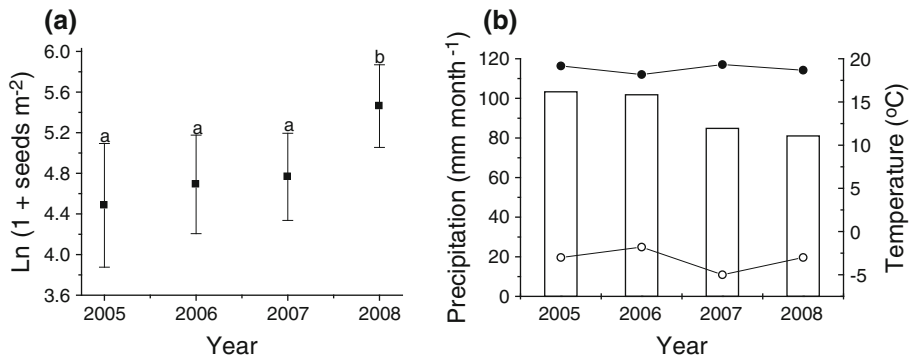 (a)
Ln (1 + seeds m-2)
6.0
5.6
5.2
4.8
4.4
4.0
3.6
a
a
a
b
2005
2006
2007
2008
Year
(b)
Precipitation (mm month-1)
120
100
80
60
40
20
0
20
15
10
5
0
-5
Temperature (oC)
2005
2006
2007
2008
Year